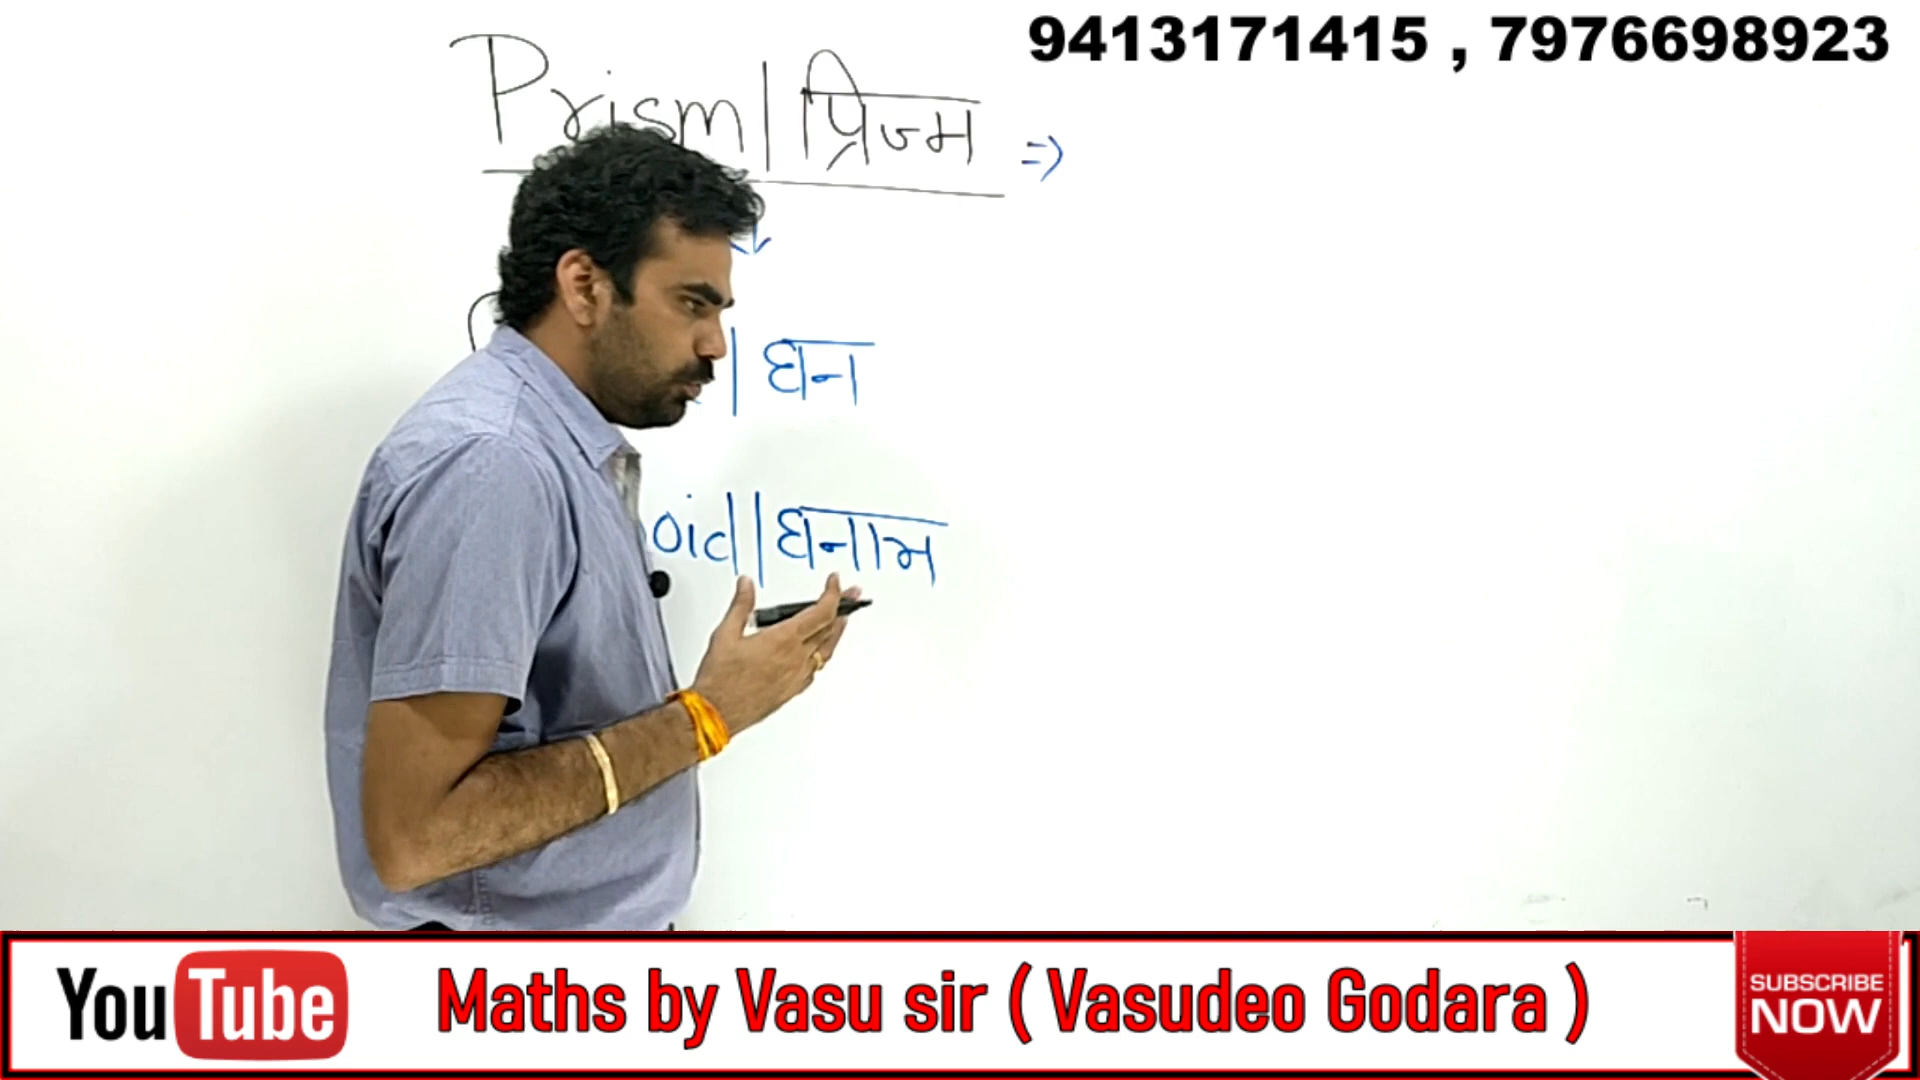 9413171415 , 7976698923
Prism | प्रिज्म =>
| घन
oid | घनाभ
YouTube
Maths by Vasu sir ( Vasudeo Godara )
SUBSCRIBE
NOW